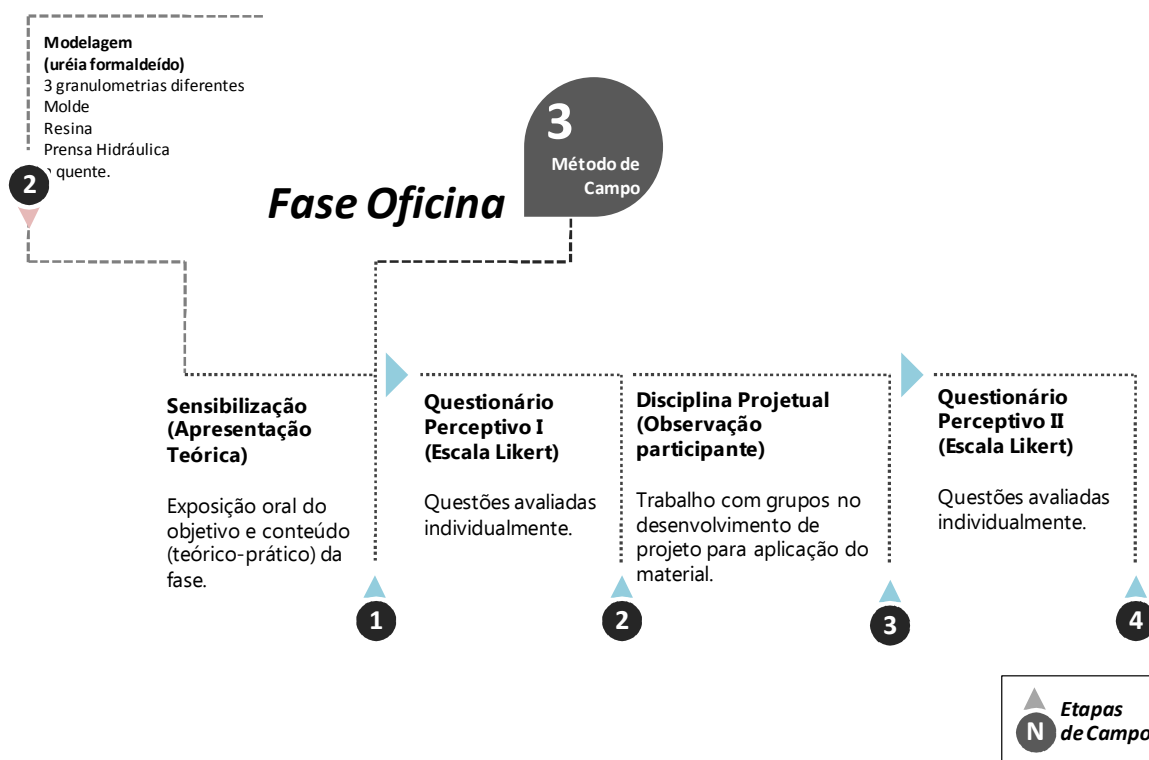 Modelagem
(uréia formaldeído)
3 granulometrias diferentes
Molde
Resina
Prensa Hidráulica
quente.
2
3
Método de
Campo
Fase Oficina
Sensibilização
(Apresentação
Teórica)
Exposição oral do
objetivo e conteúdo
(teórico-prático) da
fase.
1
Questionário
Perceptivo I
(Escala Likert)
Questões avaliadas
individualmente.
2
Disciplina Projetual
(Observação
participante)
Trabalho com grupos no
desenvolvimento de
projeto para aplicação do
material.
3
Questionário
Perceptivo II
(Escala Likert)
Questões avaliadas
individualmente.
4
N
Etapas
de Campo